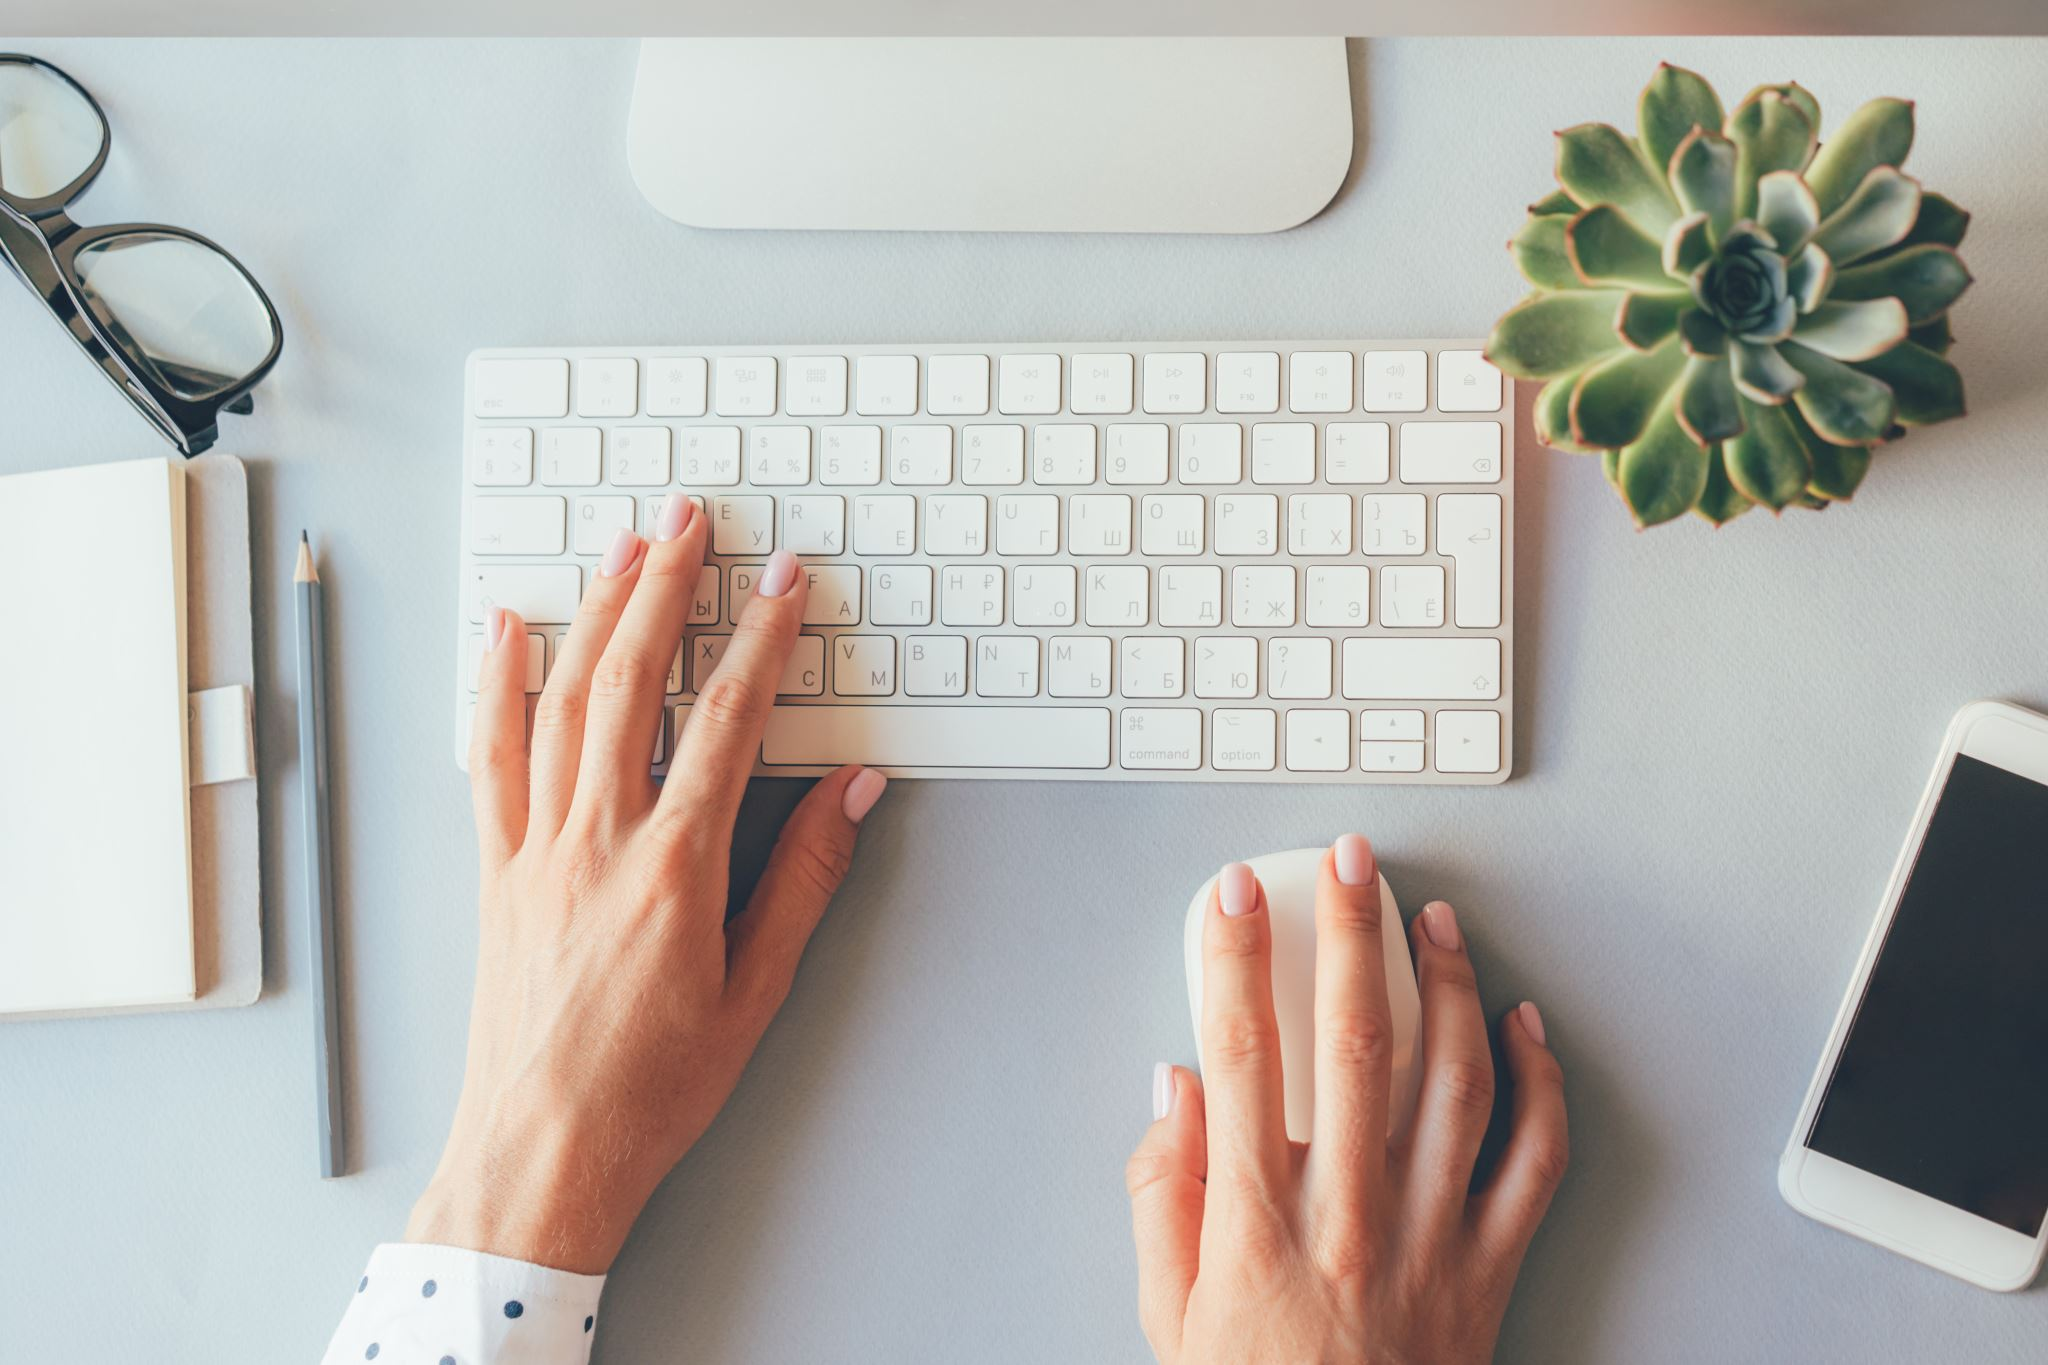 esc F1 F2 F3 F4 F5 F6 F7 F8 F9 F10 F11 F12
± < ! @ # $ % ^ & * ( ) — +
§ > 1 2 " 3 № 4 % 5 : 6 , 7 . 8 ; 9 0 - =
Q W E R T Y U I O P { }
У К Е Н Г Ш Щ З [ Х ] Ъ
D F G H ₽ J K L : " |
Ы А П Р О Л Д ; Ж ' Э \ Ё
X V B N M < > ?
Я С М И Т Ь , Б . Ю /
⌘ ⌥
command option